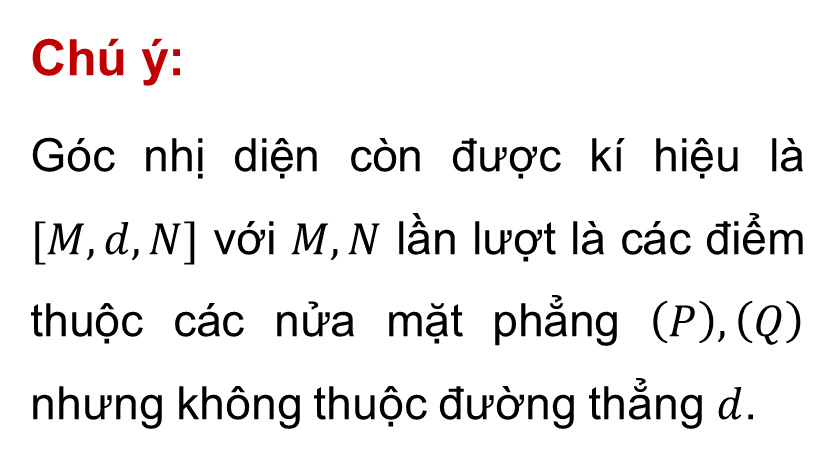 Chú ý:
Góc nhị diện còn được kí hiệu là
[M, d, N] với M, N lần lượt là các điểm
thuộc các nửa mặt phẳng (P), (Q)
nhưng không thuộc đường thẳng d.